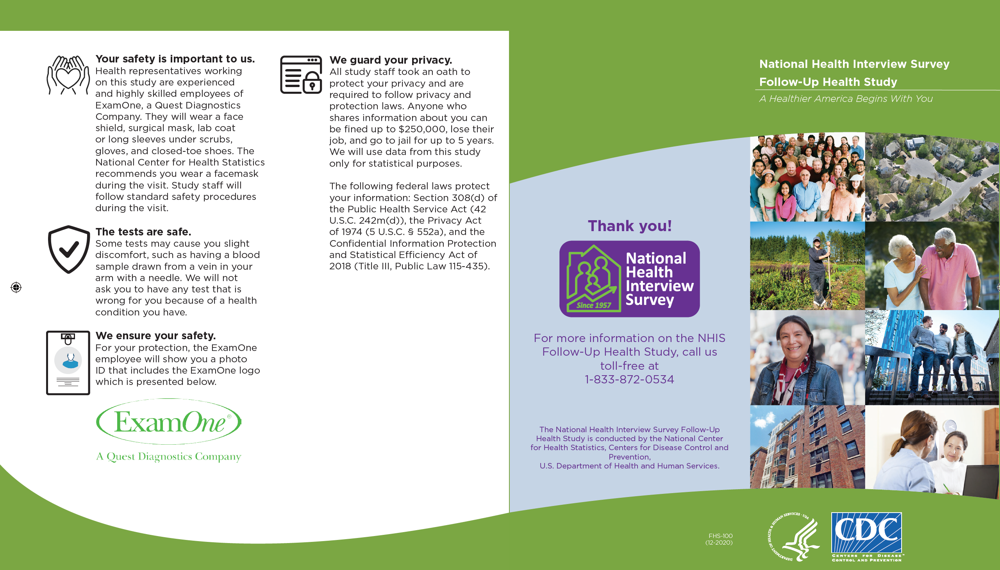 Your safety is important to us.
Health representatives working
on this study are experienced
and highly skilled employees of
ExamOne, a Quest Diagnostics
Company. They will wear a face
shield, surgical mask, lab coat
or long sleeves under scrubs,
gloves, and closed-toe shoes. The
National Center for Health Statistics
recommends you wear a facemask
during the visit. Study staff will
follow standard safety procedures
during the visit.
The tests are safe.
Some tests may cause you slight
discomfort, such as having a blood
sample drawn from a vein in your
arm with a needle. We will not
ask you to have any test that is
wrong for you because of a health
condition you have.
We ensure your safety.
For your protection, the ExamOne
employee will show you a photo
ID that includes the ExamOne logo
which is presented below.
ExamOne®
A Quest Diagnostics Company
We guard your privacy.
All study staff took an oath to
protect your privacy and are
required to follow privacy and
protection laws. Anyone who
shares information about you can
be fined up to $250,000, lose their
job, and go to jail for up to 5 years.
We will use data from this study
only for statistical purposes.
The following federal laws protect
your information: Section 308(d) of
the Public Health Service Act (42
U.S.C. 242m(d)), the Privacy Act
of 1974 (5 U.S.C. § 552a), and the
Confidential Information Protection
and Statistical Efficiency Act of
2018 (Title III, Public Law 115-435).
Thank you!
National
Health
Interview
Survey
Since 1957
For more information on the NHIS
Follow-Up Health Study, call us
toll-free at
1-833-872-0534
The National Health Interview Survey Follow-Up
Health Study is conducted by the National Center
for Health Statistics, Centers for Disease Control and
Prevention,
U.S. Department of Health and Human Services.
FHS-100
(12-2020)
National Health Interview Survey
Follow-Up Health Study
A Healthier America Begins With You
DEPARTMENT OF HEALTH & HUMAN SERVICES · USA
CDC
CENTERS FOR DISEASE™
CONTROL AND PREVENTION